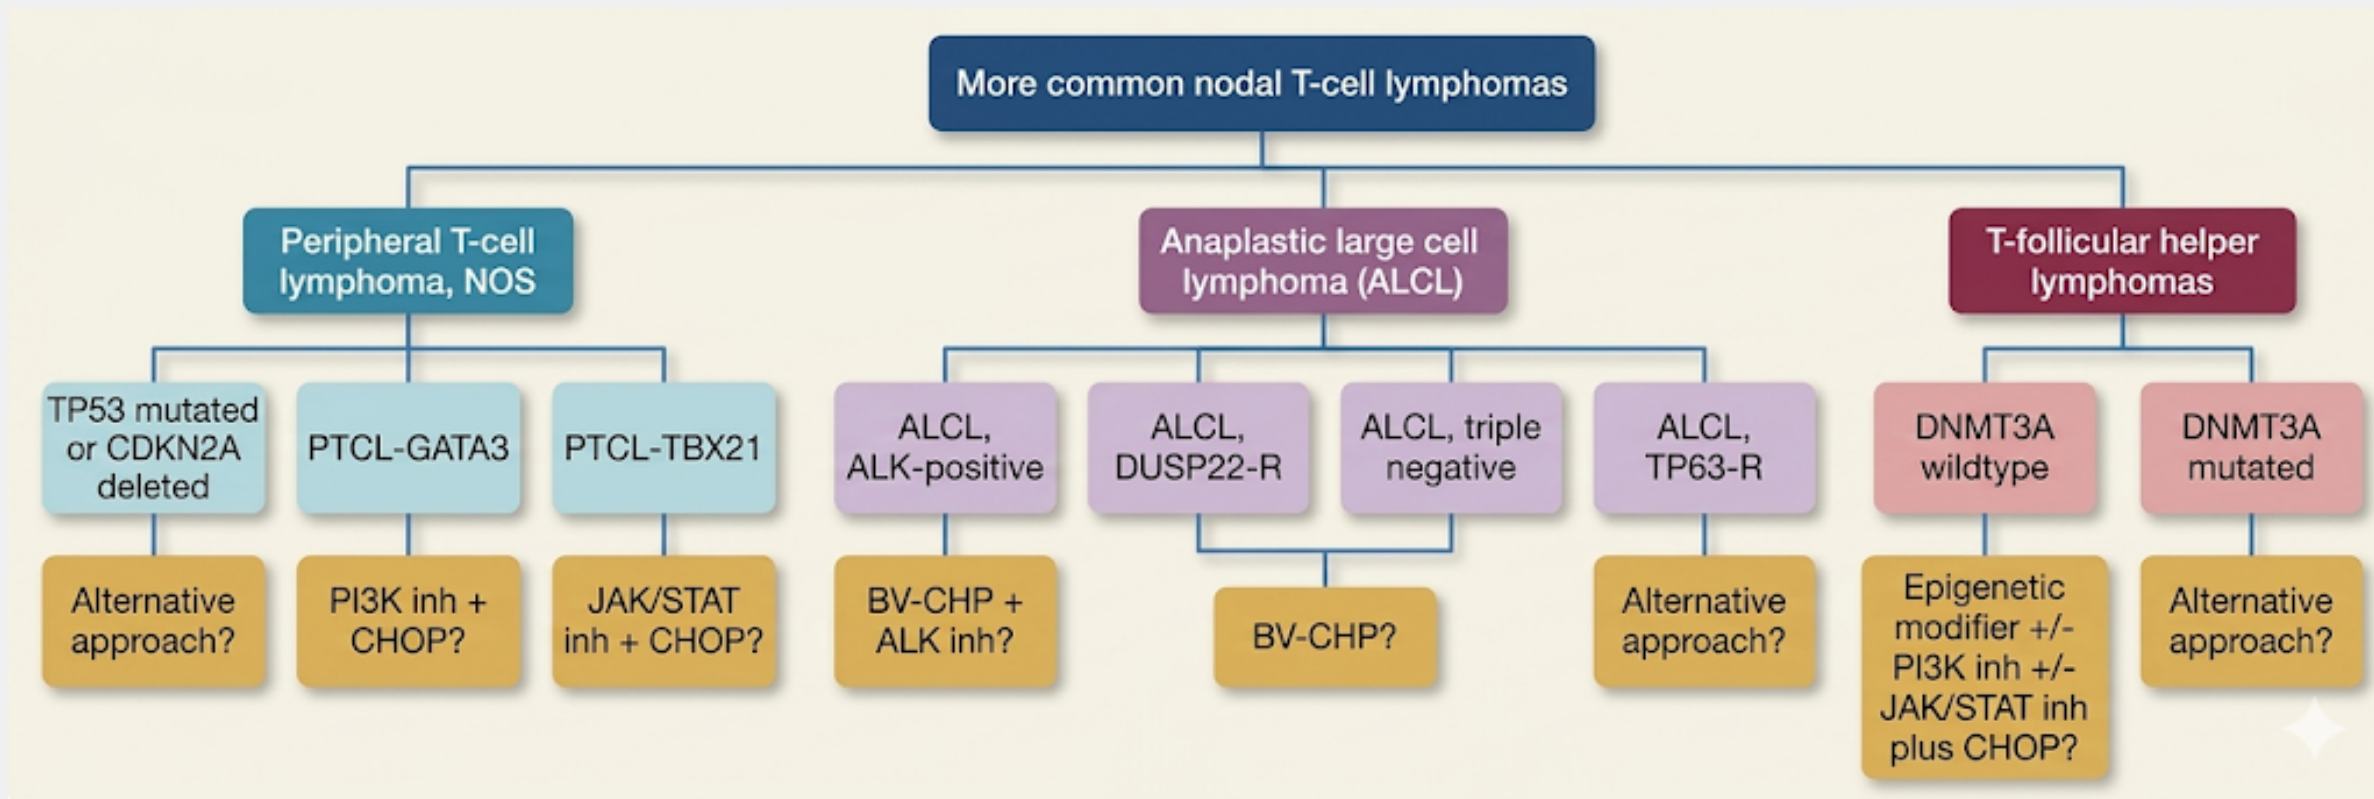 More common nodal T-cell lymphomas
Peripheral T-cell
lymphoma, NOS
Anaplastic large cell
lymphoma (ALCL)
T-follicular helper
lymphomas
TP53 mutated
or CDKN2A
deleted
PTCL-GATA3
PTCL-TBX21
ALCL,
ALK-positive
ALCL,
DUSP22-R
ALCL, triple
negative
ALCL,
TP63-R
DNMT3A
wildtype
DNMT3A
mutated
Alternative
approach?
PI3K inh +
CHOP?
JAK/STAT
inh + CHOP?
BV-CHP +
ALK inh?
BV-CHP?
Alternative
approach?
Epigenetic
modifier +/-
PI3K inh +/-
JAK/STAT inh
plus CHOP?
Alternative
approach?